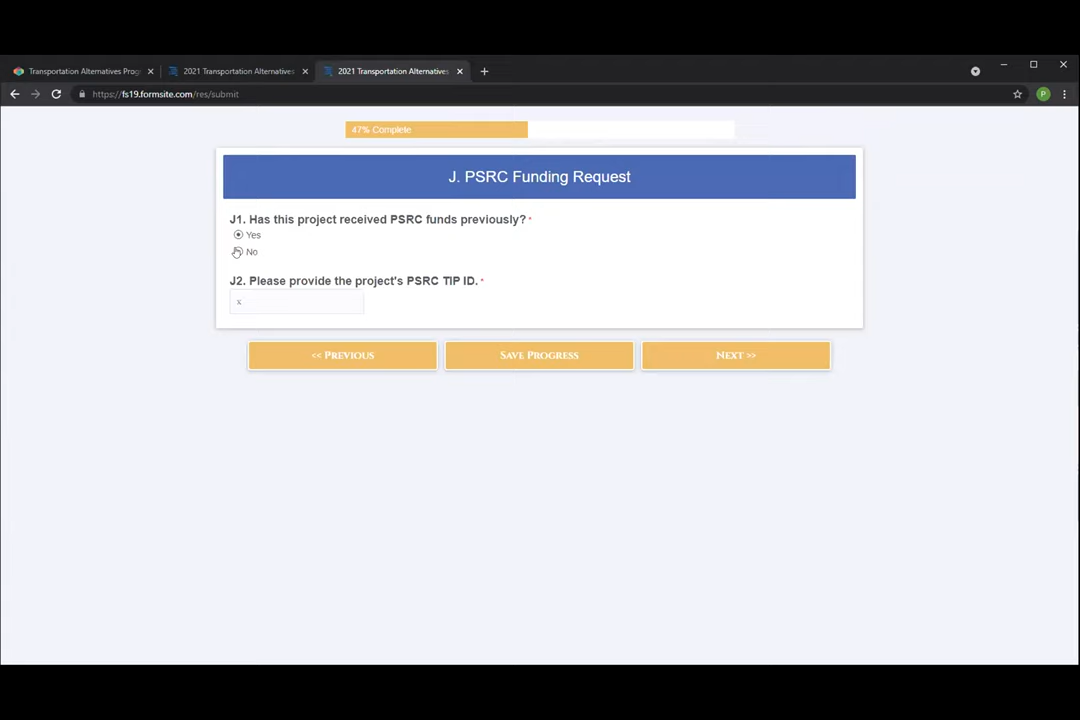 Transportation Alternatives Prog
2021 Transportation Alternatives
2021 Transportation Alternatives
https://fs19.formsite.com/res/submit
P
47% Complete
J. PSRC Funding Request
J1. Has this project received PSRC funds previously? *
Yes
No
J2. Please provide the project's PSRC TIP ID. *
x
<< Previous
Save Progress
Next >>